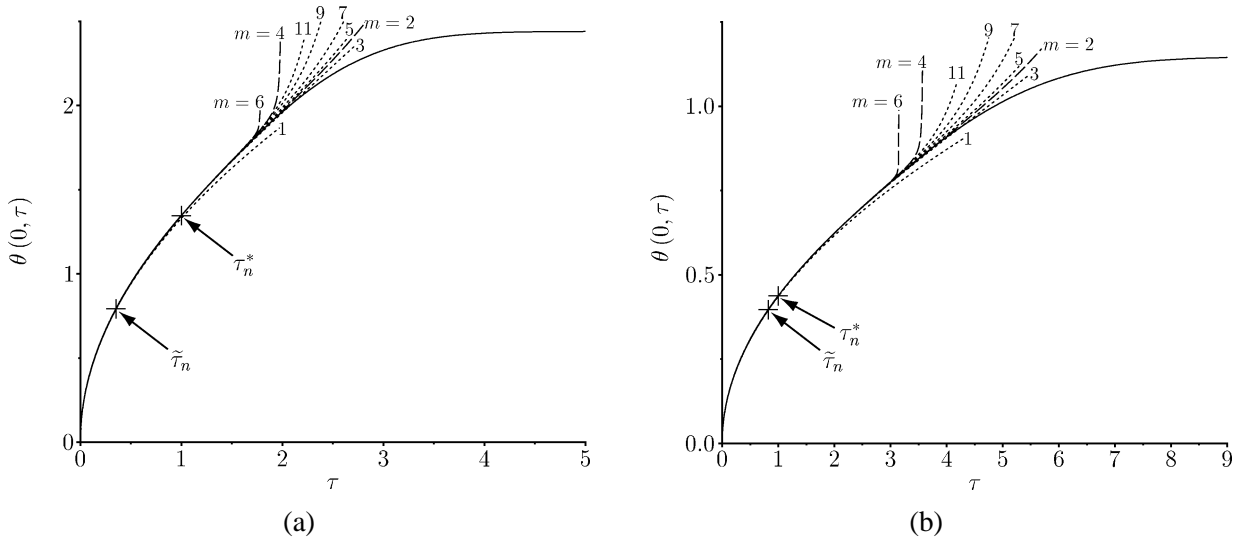 9 7
m = 4 11 5 m = 2
3
2
m = 6
1
θ (0, τ)
τ*ₙ
1
τ̃ₙ
0
0 1 2 3 4 5
τ
(a)
9 7
m = 2
m = 4 5
11 3
1.0
m = 6
1
θ (0, τ)
0.5
τ*ₙ
τ̃ₙ
0.0
0 1 2 3 4 5 6 7 8 9
τ
(b)